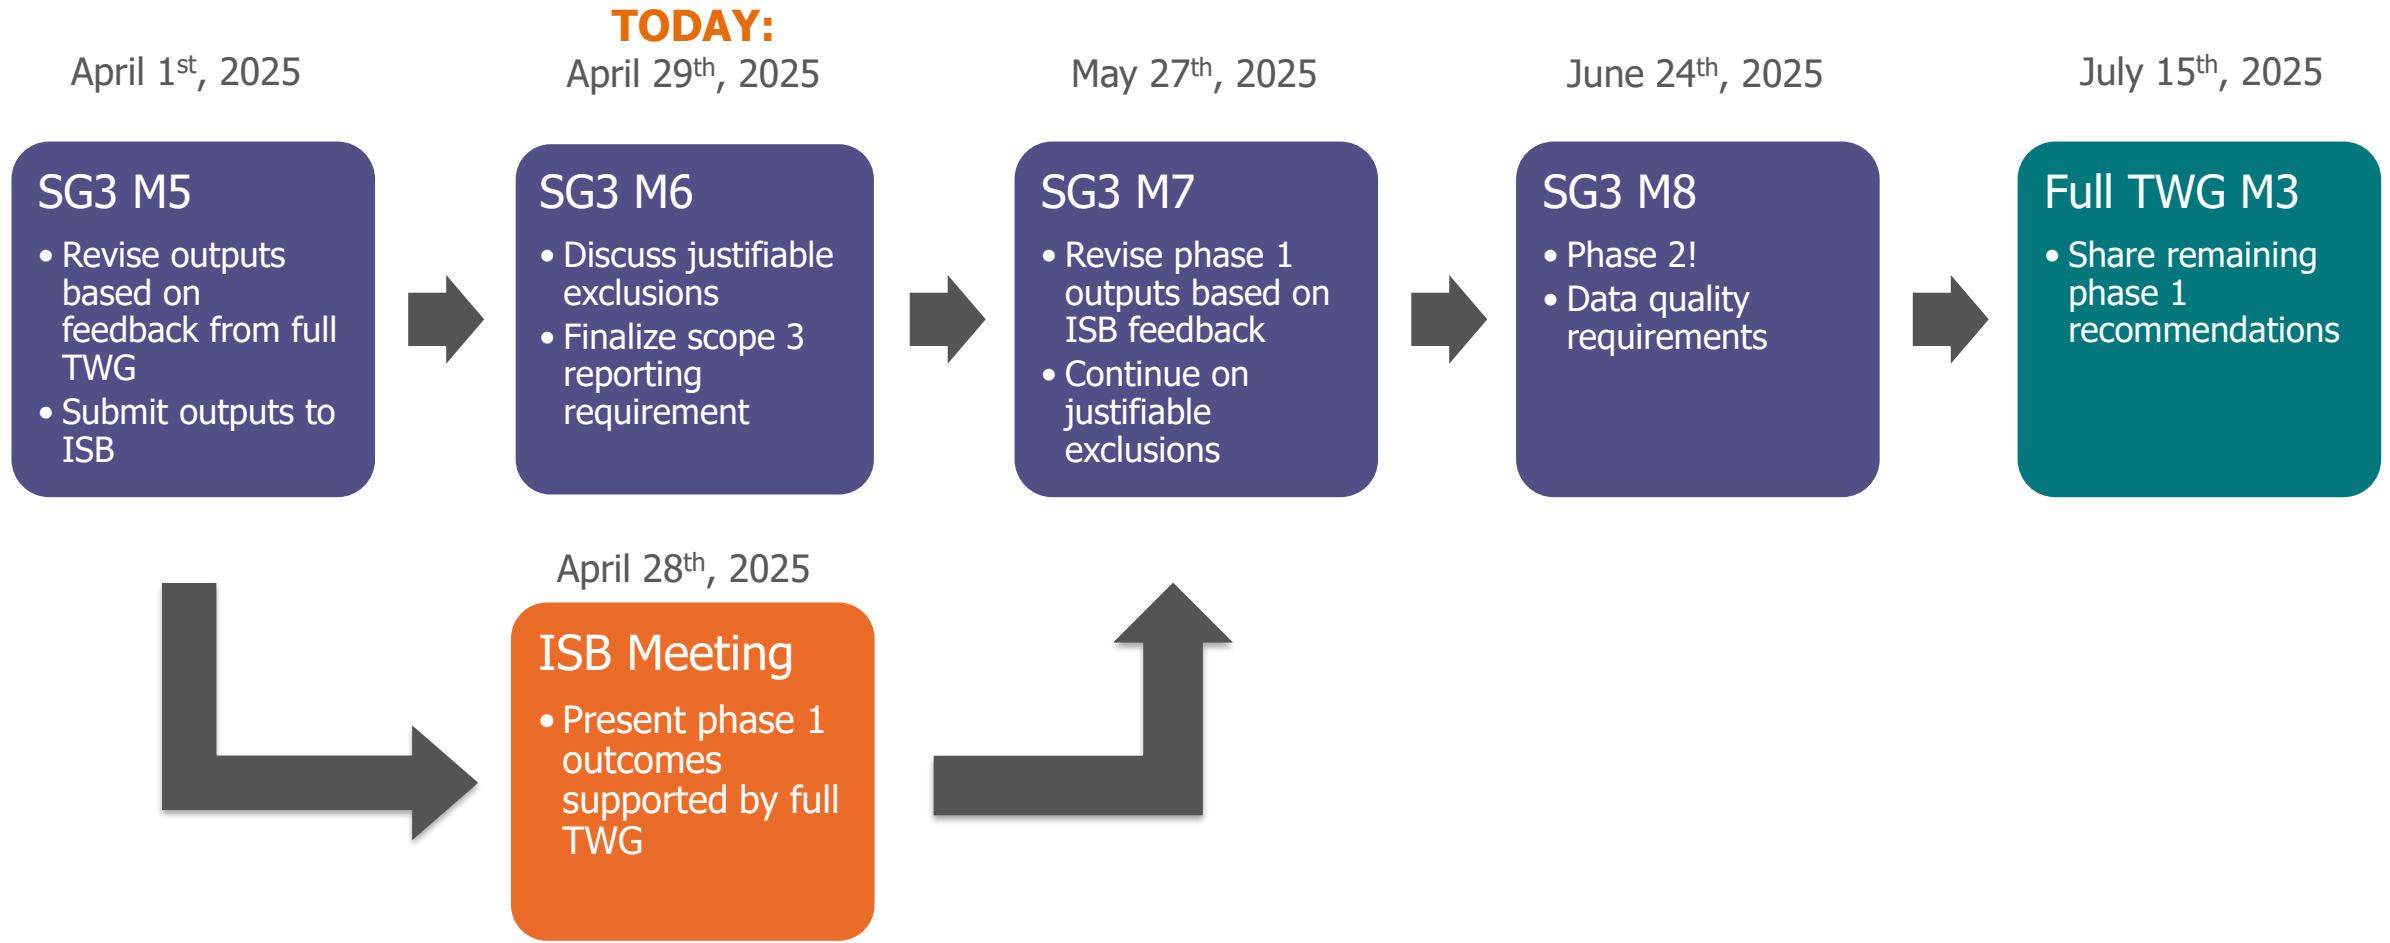 TODAY:
April 1st, 2025
April 29th, 2025
May 27th, 2025
June 24th, 2025
July 15th, 2025
SG3 M5
• Revise outputs
based on
feedback from full
TWG
• Submit outputs to
ISB
SG3 M6
• Discuss justifiable
exclusions
• Finalize scope 3
reporting
requirement
SG3 M7
• Revise phase 1
outputs based on
ISB feedback
• Continue on
justifiable
exclusions
SG3 M8
• Phase 2!
• Data quality
requirements
Full TWG M3
• Share remaining
phase 1
recommendations
April 28th, 2025
ISB Meeting
• Present phase 1
outcomes
supported by full
TWG